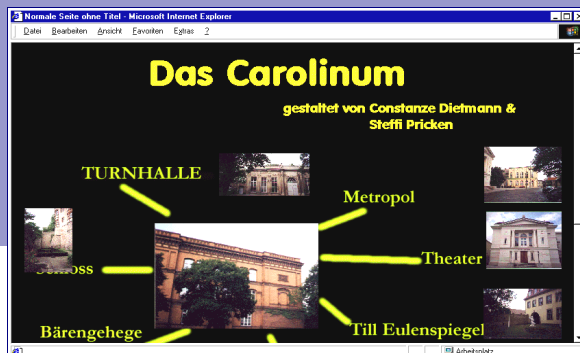 Normale Seite ohne Titel - Microsoft Internet Explorer
Datei Bearbeiten Ansicht Favoriten Extras ?
Das Carolinum
gestaltet von Constanze Dietmann &
Steffi Pricken
TURNHALLE
Metropol
Schloss
Theater
Bärengehege
Till Eulenspiegel
Arbeitsplatz